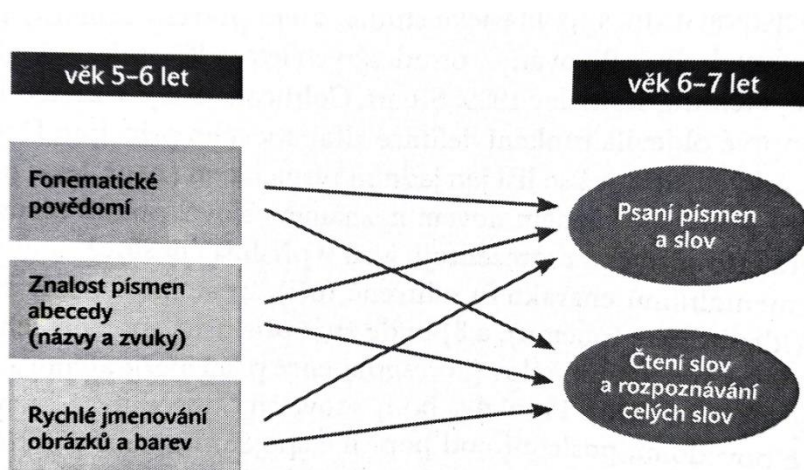 věk 5–6 let
věk 6–7 let
Fonematické
povědomí
Psaní písmen
a slov
Znalost písmen
abecedy
(názvy a zvuky)
Čtení slov
a rozpoznávání
celých slov
Rychlé jmenování
obrázků a barev